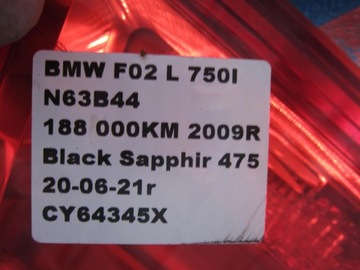 BMW F02 L 750I
N63B44
188 000KM 2009R
Black Sapphir 475
20-06-21r
CY64345X